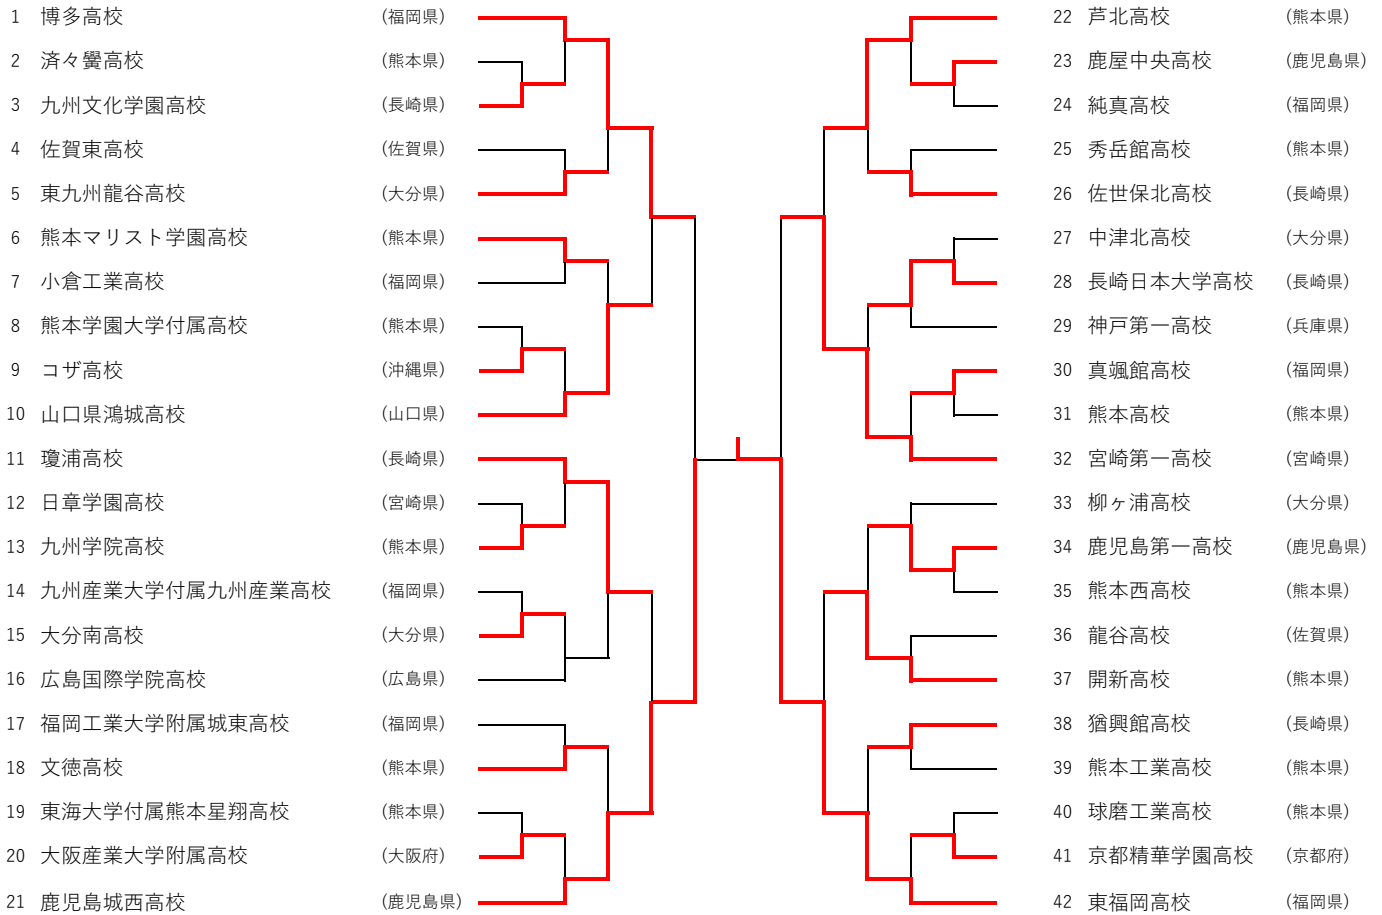 1 博多高校 (福岡県)
2 済々黌高校 (熊本県)
3 九州文化学園高校 (長崎県)
4 佐賀東高校 (佐賀県)
5 東九州龍谷高校 (大分県)
6 熊本マリスト学園高校 (熊本県)
7 小倉工業高校 (福岡県)
8 熊本学園大学付属高校 (熊本県)
9 コザ高校 (沖縄県)
10 山口県鴻城高校 (山口県)
11 瓊浦高校 (長崎県)
12 日章学園高校 (宮崎県)
13 九州学院高校 (熊本県)
14 九州産業大学付属九州産業高校 (福岡県)
15 大分南高校 (大分県)
16 広島国際学院高校 (広島県)
17 福岡工業大学附属城東高校 (福岡県)
18 文徳高校 (熊本県)
19 東海大学付属熊本星翔高校 (熊本県)
20 大阪産業大学附属高校 (大阪府)
21 鹿児島城西高校 (鹿児島県)
22 芦北高校 (熊本県)
23 鹿屋中央高校 (鹿児島県)
24 純真高校 (福岡県)
25 秀岳館高校 (熊本県)
26 佐世保北高校 (長崎県)
27 中津北高校 (大分県)
28 長崎日本大学高校 (長崎県)
29 神戸第一高校 (兵庫県)
30 真颯館高校 (福岡県)
31 熊本高校 (熊本県)
32 宮崎第一高校 (宮崎県)
33 柳ヶ浦高校 (大分県)
34 鹿児島第一高校 (鹿児島県)
35 熊本西高校 (熊本県)
36 龍谷高校 (佐賀県)
37 開新高校 (熊本県)
38 猶興館高校 (長崎県)
39 熊本工業高校 (熊本県)
40 球磨工業高校 (熊本県)
41 京都精華学園高校 (京都府)
42 東福岡高校 (福岡県)